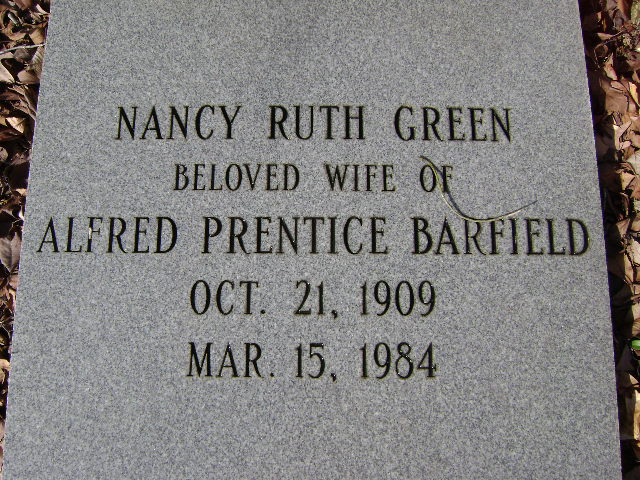 NANCY RUTH GREEN
BELOVED WIFE OF
ALFRED PRENTICE BARFIELD
OCT. 21, 1909
MAR. 15, 1984